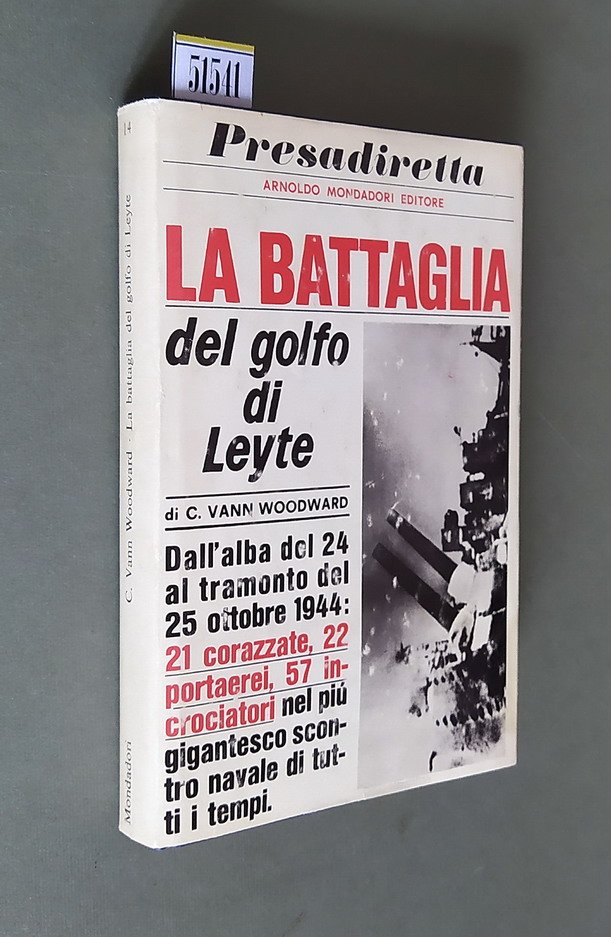 51541
Presadiretta
ARNOLDO MONDADORI EDITORE
LA BATTAGLIA
del golfo
di
Leyte
di C. VANN WOODWARD
Dall'alba del 24
al tramonto del
25 ottobre 1944:
21 corazzate, 22
portaerei, 57 in-
crociatori nel piú
gigantesco scon-
tro navale di tut-
ti i tempi.
14
C. Vann Woodward · La battaglia del golfo di Leyte
Mondadori